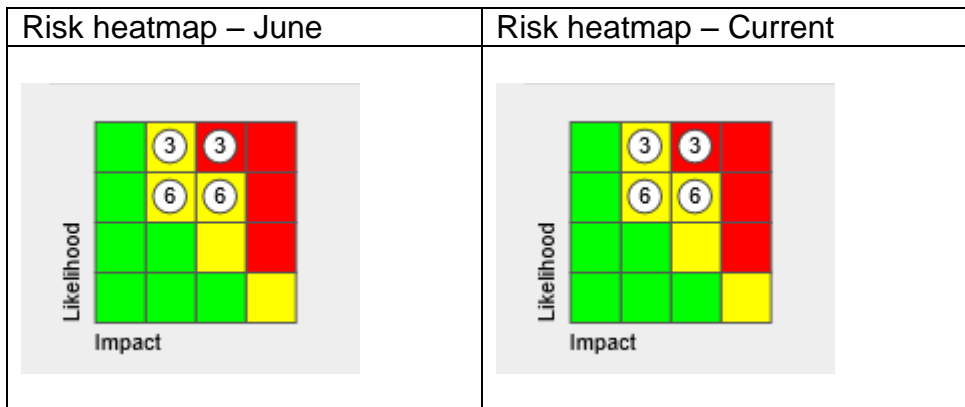 Risk heatmap – June
Risk heatmap – Current
3 3
6 6
Likelihood
Impact
3 3
6 6
Likelihood
Impact